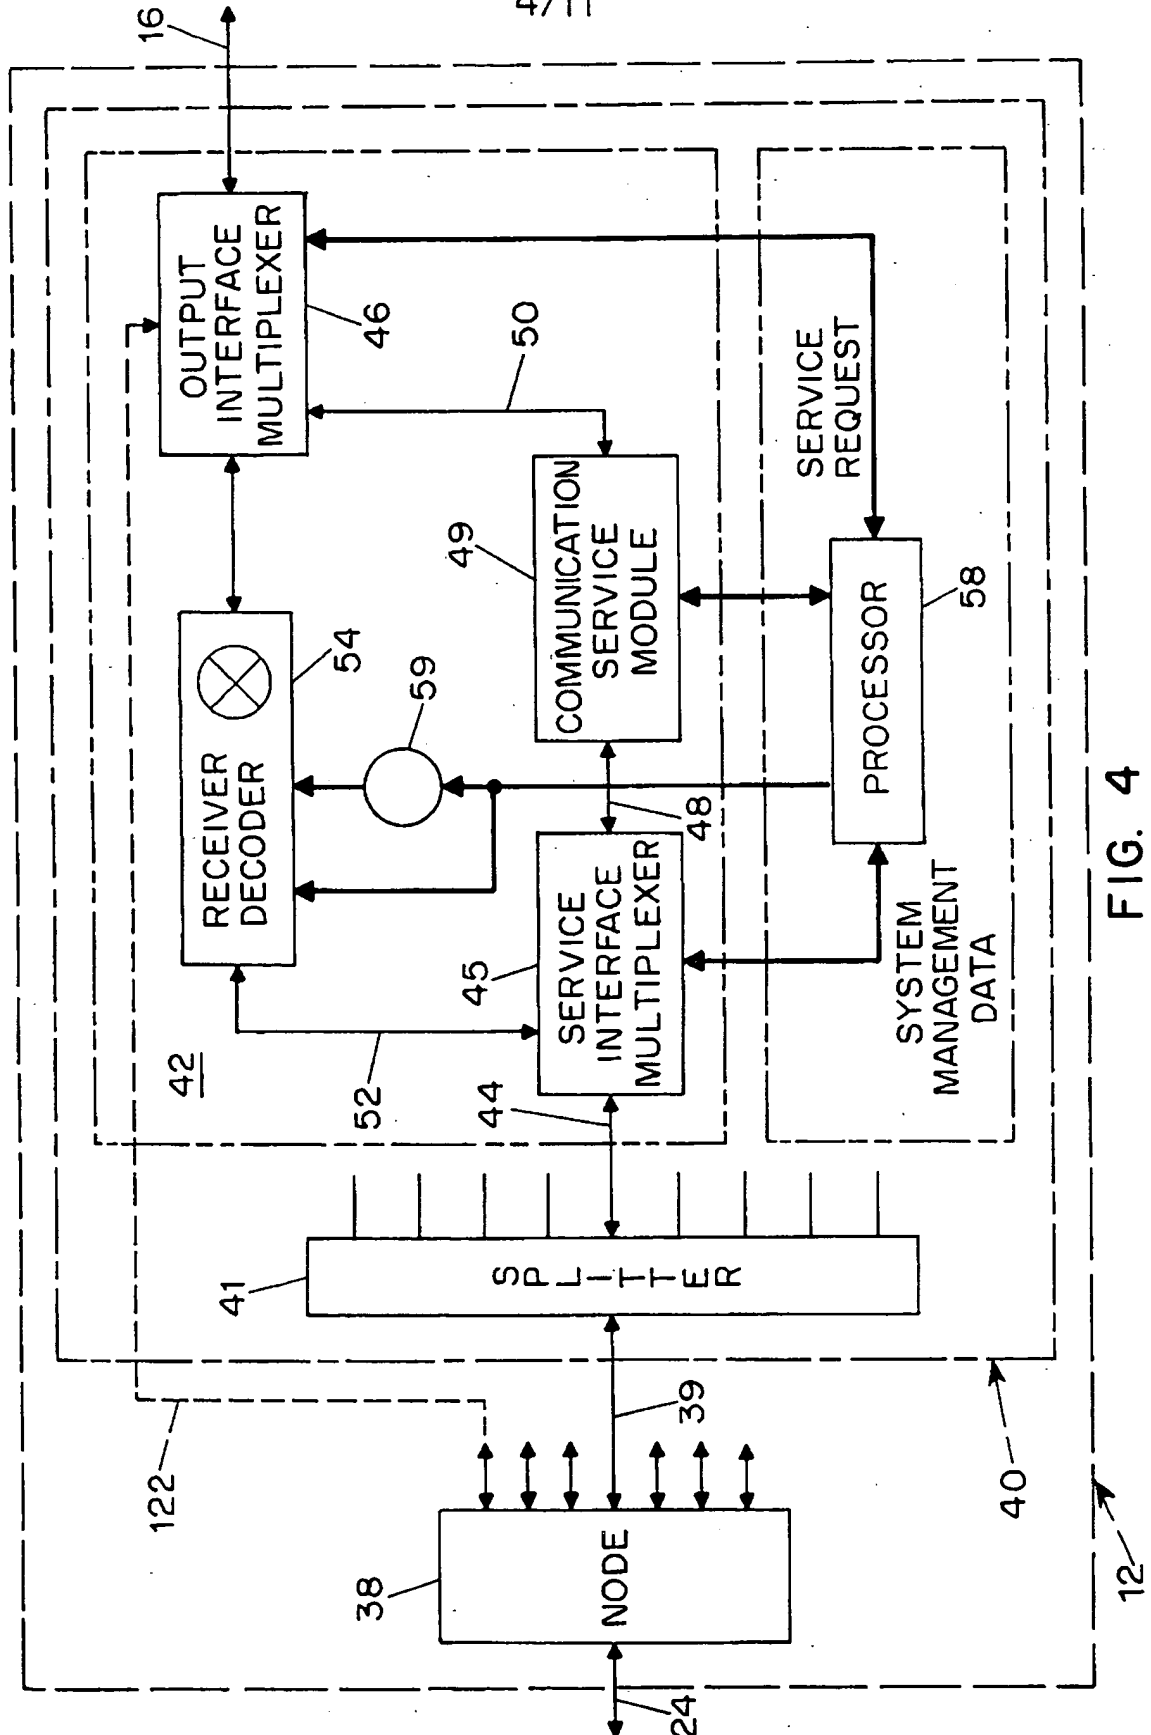 4/11
16
OUTPUT
INTERFACE
MULTIPLEXER
46
50
SERVICE
REQUEST
RECEIVER
DECODER
54
59
49
COMMUNICATION
SERVICE
MODULE
48
PROCESSOR
58
42
52
45
SERVICE
INTERFACE
MULTIPLEXER
44
SYSTEM
MANAGEMENT
DATA
41
SPLITTER
122
39
40
38
NODE
24
12
FIG. 4